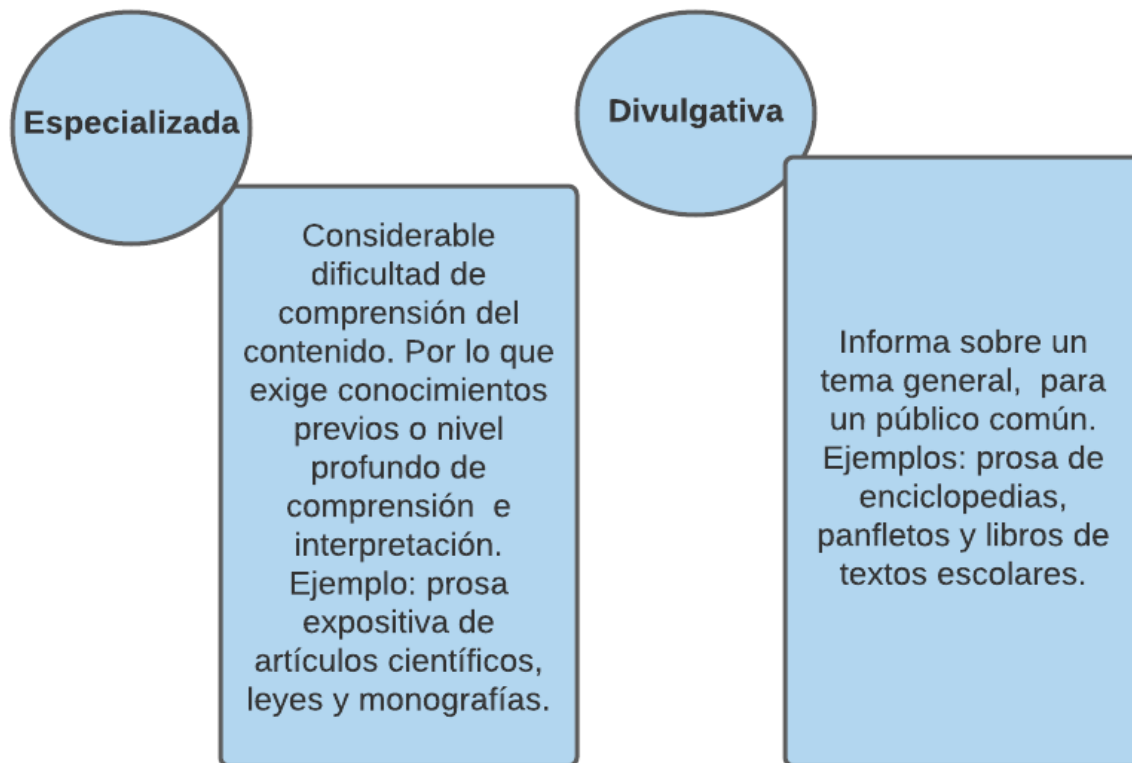 Especializada
Considerable
dificultad de
comprensión del
contenido. Por lo que
exige conocimientos
previos o nivel
profundo de
comprensión e
interpretación.
Ejemplo: prosa
expositiva de
artículos científicos,
leyes y monografías.
Divulgativa
Informa sobre un
tema general, para
un público común.
Ejemplos: prosa de
enciclopedias,
panfletos y libros de
textos escolares.